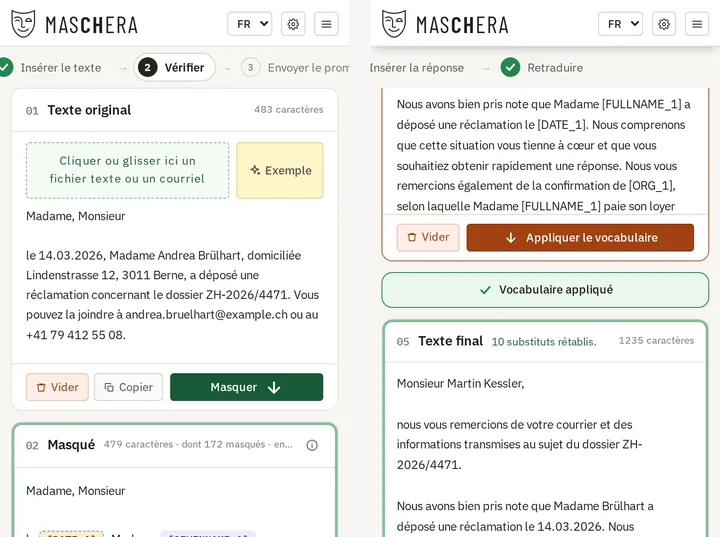 MASCHERA
FR
Insérer le texte → 2 Vérifier → 3 Envoyer le prom
01 Texte original 483 caractères
Cliquer ou glisser ici un
fichier texte ou un courriel
Exemple
Madame, Monsieur
le 14.03.2026, Madame Andrea Brülhart, domiciliée
Lindenstrasse 12, 3011 Berne, a déposé une
réclamation concernant le dossier ZH-2026/4471. Vous
pouvez la joindre à andrea.bruelhart@example.ch ou au
+41 79 412 55 08.
Vider Copier Masquer
02 Masqué 479 caractères · dont 172 masqués · en...
Madame, Monsieur
MASCHERA
FR
Insérer la réponse → Retraduire
Nous avons bien pris note que Madame [FULLNAME_1] a
déposé une réclamation le [DATE_1]. Nous comprenons
que cette situation vous tienne à cœur et que vous
souhaitiez obtenir rapidement une réponse. Nous vous
remercions également de la confirmation de [ORG_1],
selon laquelle Madame [FULLNAME_1] paie son loyer
Vider Appliquer le vocabulaire
Vocabulaire appliqué
05 Texte final 10 substituts rétablis. 1235 caractères
Monsieur Martin Kessler,
nous vous remercions de votre courrier et des
informations transmises au sujet du dossier ZH-
2026/4471.
Nous avons bien pris note que Madame Brülhart a
déposé une réclamation le 14.03.2026. Nous